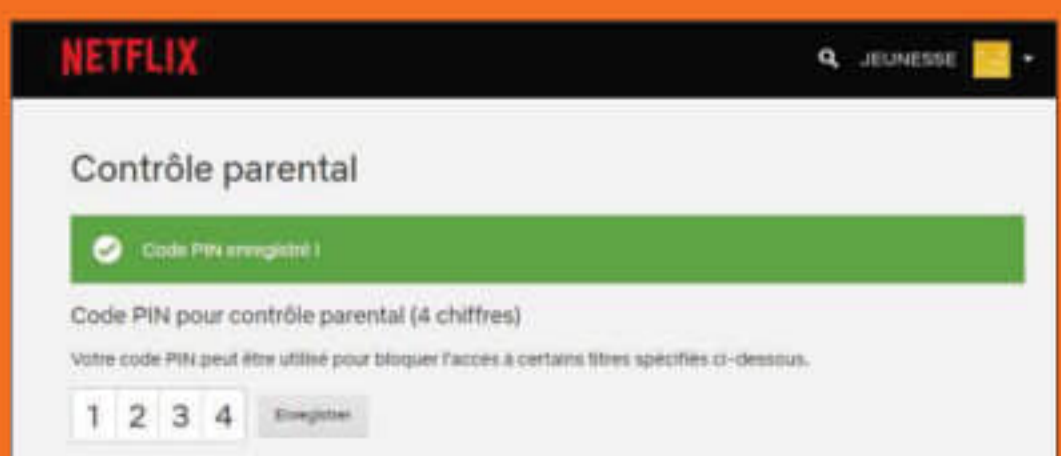 NETFLIX
JEUNESSE
Contrôle parental
Code PIN enregistré !
Code PIN pour contrôle parental (4 chiffres)
Votre code PIN peut être utilisé pour bloquer l'accès à certains titres spécifiés ci-dessous.
1 2 3 4 Enregistrer